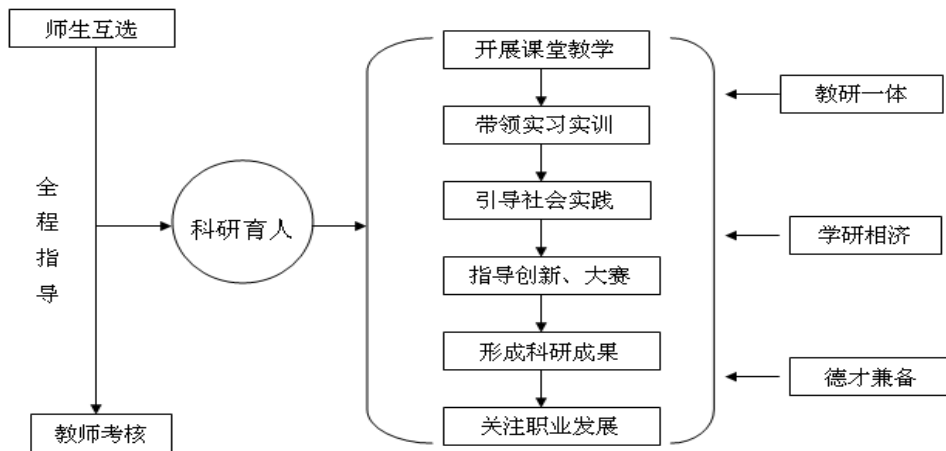 师生互选
全程指导
教师考核
科研育人
开展课堂教学
带领实习实训
引导社会实践
指导创新、大赛
形成科研成果
关注职业发展
教研一体
学研相济
德才兼备